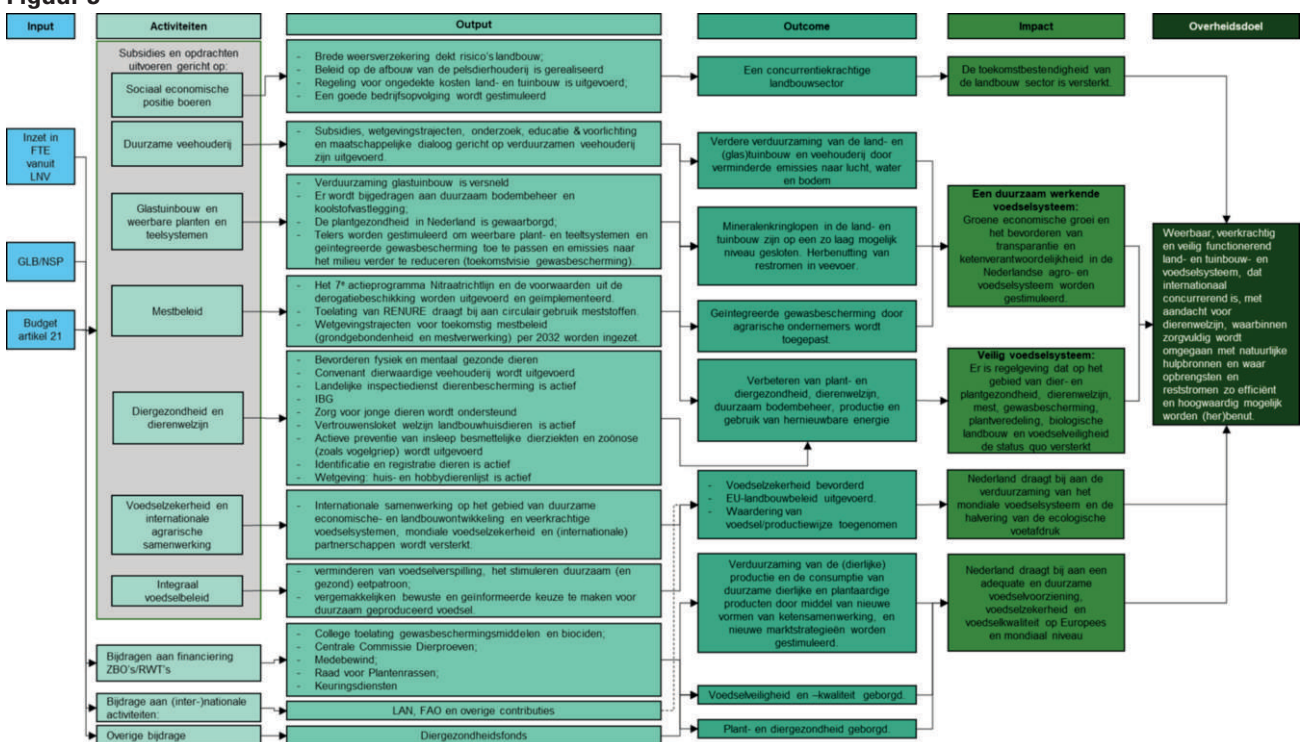 Input
Activiteiten
Output
Outcome
Impact
Overheidsdoel
Inzet in
FTE
vanuit
LNV
GLB/NSP
Budget
artikel 21
Subsidies en opdrachten
uitvoeren gericht op:
Sociaal economische
positie boeren
Duurzame veehouderij
Glastuinbouw en
weerbare planten en
teelsystemen
Mestbeleid
Diergezondheid en
dierenwelzijn
Voedselzekerheid en
internationale
agrarische
samenwerking
Integraal
voedselbeleid
Bijdragen aan financiering
ZBO's/RWT's
Bijdrage aan (inter-)nationale
activiteiten:
Overige bijdrage
- Brede weersverzekering dekt risico's landbouw;
- Beleid op de afbouw van de pelsdierhouderij is gerealiseerd
- Regeling voor ongedekte kosten land- en tuinbouw is uitgevoerd;
- Een goede bedrijfsopvolging wordt gestimuleerd
- Subsidies, wetgevingstrajecten, onderzoek, educatie & voorlichting
en maatschappelijke dialoog gericht op verduurzamen veehouderij
zijn uitgevoerd.
- Verduurzaming glastuinbouw is versneld
- Er wordt bijgedragen aan duurzaam bodembeheer en
koolstofvastlegging;
- De plantgezondheid in Nederland is gewaarborgd;
- Telers worden gestimuleerd om weerbare plant- en teeltsystemen en
geïntegreerde gewasbescherming toe te passen en emissies naar
het milieu verder te reduceren (toekomstvisie gewasbescherming).
- Het 7e actieprogramma Nitraatrichtlijn en de voorwaarden uit de
derogatiebeschikking worden uitgevoerd en geïmplementeerd.
- Toelating van RENURE draagt bij aan circulair gebruik meststoffen.
- Wetgevingstrajecten voor toekomstig mestbeleid
(grondgebondenheid en mestverwerking) per 2032 worden ingezet.
- Bevorderen fysiek en mentaal gezonde dieren
- Convenant dierwaardige veehouderij wordt uitgevoerd
- Landelijke inspectiedienst dierenbescherming is actief
- IBG
- Zorg voor jonge dieren wordt ondersteund
- Vertrouwensloket welzijn landbouwhuisdieren is actief
- Actieve preventie van insleep besmettelijke dierziekten en zoönose
(zoals vogelgriep) wordt uitgevoerd
- Identificatie en registratie dieren is actief
- Wetgeving: huis- en hobbydierenlijst is actief
- Internationale samenwerking op het gebied van duurzame
economische- en landbouwontwikkeling en veerkrachtige
voedselsystemen, mondiale voedselzekerheid en (internationale)
partnerschappen wordt versterkt.
- verminderen van voedselverspilling, het stimuleren duurzaam (en
gezond) eetpatroon;
- vergemakkelijken bewuste en geïnformeerde keuze te maken voor
duurzaam geproduceerd voedsel.
- College toelating gewasbeschermingsmiddelen en biociden;
- Centrale Commissie Dierproeven;
- Medebewind,
- Raad voor Plantenrassen;
- Keuringsdiensten
LAN, FAO en overige contributies
Diergezondheidsfonds
Een concurrentiekrachtige
landbouwsector
Verdere verduurzaming van de land- en
(glas)tuinbouw en veehouderij door
verminderde emissies naar lucht, water
en bodem
Mineralenkringlopen in de land- en
tuinbouw zijn op een zo laag mogelijk
niveau gesloten. Herbenutting van
restromen in veevoer.
Geïntegreerde gewasbescherming door
agrarische ondernemers wordt
toegepast.
Verbeteren van plant- en
diergezondheid, dierenwelzijn,
duurzaam bodembeheer, productie en
gebruik van hernieuwbare energie
- Voedselzekerheid bevorderd
- EU-landbouwbeleid uitgevoerd.
- Waardering van
voedsel/productiewijze toegenomen
Verduurzaming van de (dierlijke)
productie en de consumptie van
duurzame dierlijke en plantaardige
producten door middel van nieuwe
vormen van ketensamenwerking, en
nieuwe marktstrategieën worden
gestimuleerd.
Voedselveiligheid en –kwaliteit geborgd.
Plant- en diergezondheid geborgd.
De toekomstbestendigheid van
de landbouw sector is versterkt.
Een duurzaam werkende
voedselsysteem:
Groene economische groei en
het bevorderen van
transparantie en
ketenverantwoordelijkheid in de
Nederlandse agro- en
voedselsysteem worden
gestimuleerd.
Veilig voedselsysteem:
Er is regelgeving dat op het
gebied van dier- en
plantgezondheid, dierenwelzijn,
mest, gewasbescherming,
plantveredeling, biologische
landbouw en voedselveiligheid
de status quo versterkt
Nederland draagt bij aan de
verduurzaming van het
mondiale voedselsysteem en de
halvering van de ecologische
voetafdruk
Nederland draagt bij aan een
adequate en duurzame
voedselvoorziening,
voedselzekerheid en
voedselkwaliteit op Europees
en mondiaal niveau
Weerbaar, veerkrachtig
en veilig functionerend
land- en tuinbouw- en
voedselsysteem, dat
internationaal
concurrerend is, met
aandacht voor
dierenwelzijn, waarbinnen
zorgvuldig wordt
omgegaan met natuurlijke
hulpbronnen en waar
opbrengsten en
reststromen zo efficiënt
en hoogwaardig mogelijk
worden (her)benut.